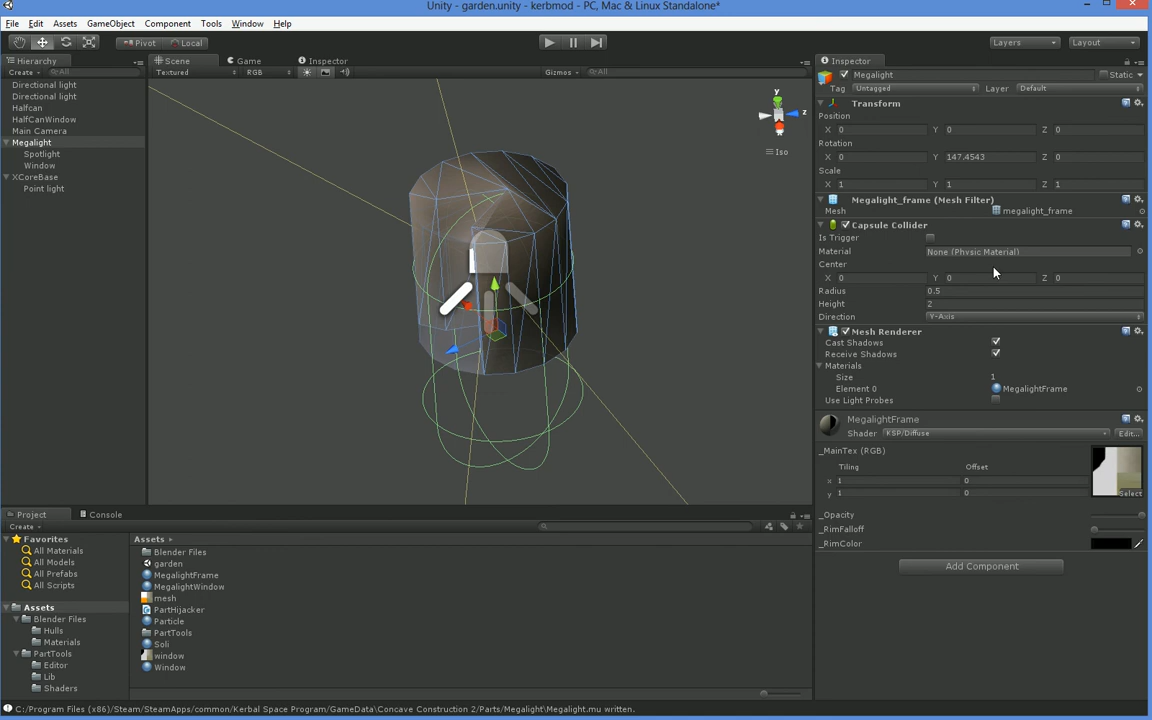 Unity - garden.unity - kerbmod - PC, Mac & Linux Standalone*
File Edit Assets GameObject Component Tools Window Help
Pivot Local Layers Layout
Hierarchy
Create All
Directional light
Directional light
Halfcan
HalfCanWindow
Main Camera
Megalight
Spotlight
Window
XCoreBase
Point light
Scene Game Inspector
Textured RGB Gizmos All
y
z
Iso
Inspector
Megalight Static
Tag Untagged Layer Default
Transform
Position
X 0 Y 0 Z 0
Rotation
X 0 Y 147.4543 Z 0
Scale
X 1 Y 1 Z 1
Megalight_frame (Mesh Filter)
Mesh megalight_frame
Capsule Collider
Is Trigger
Material None (Physic Material)
Center
X 0 Y 0 Z 0
Radius 0.5
Height 2
Direction Y-Axis
Mesh Renderer
Cast Shadows
Receive Shadows
Materials
Size 1
Element 0 MegalightFrame
Use Light Probes
MegalightFrame
Shader KSP/Diffuse Edit...
_MainTex (RGB)
Tiling Offset
x 1 0
y 1 0
Select
_Opacity
_RimFalloff
_RimColor
Add Component
Project Console
Create
Favorites
All Materials
All Models
All Prefabs
All Scripts
Assets
Blender Files
Hulls
Materials
PartTools
Editor
Lib
Shaders
Assets
Blender Files
garden
MegalightFrame
MegalightWindow
mesh
PartHijacker
Particle
PartTools
Soli
window
Window
C:/Program Files (x86)/Steam/SteamApps/common/Kerbal Space Program/GameData\Concave Construction 2/Parts/Megalight\Megalight.mu written.